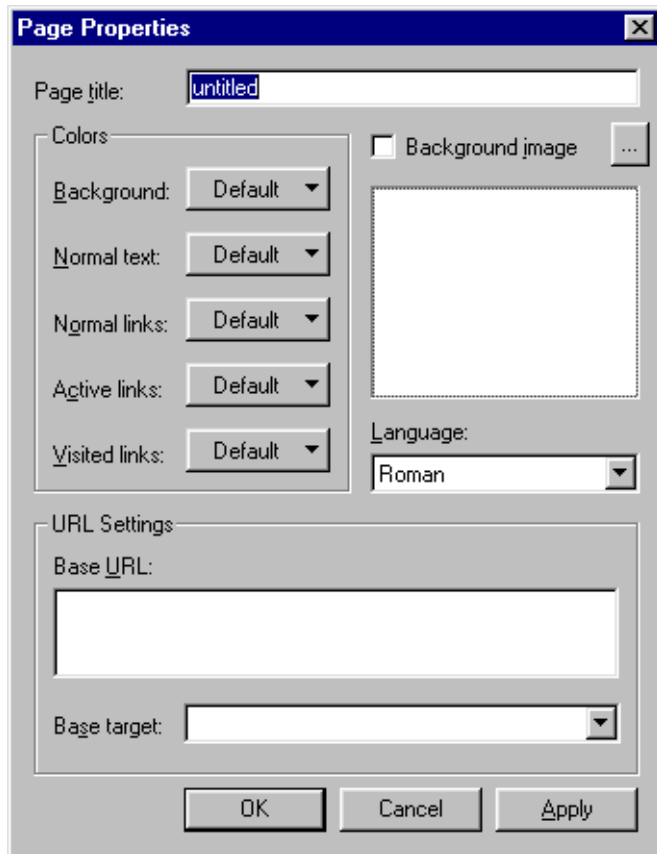 Page Properties
Page title: untitled
Colors
Background image ...
Background: Default
Normal text: Default
Normal links: Default
Active links: Default
Visited links: Default
Language:
Roman
URL Settings
Base URL:
Base target:
OK Cancel Apply